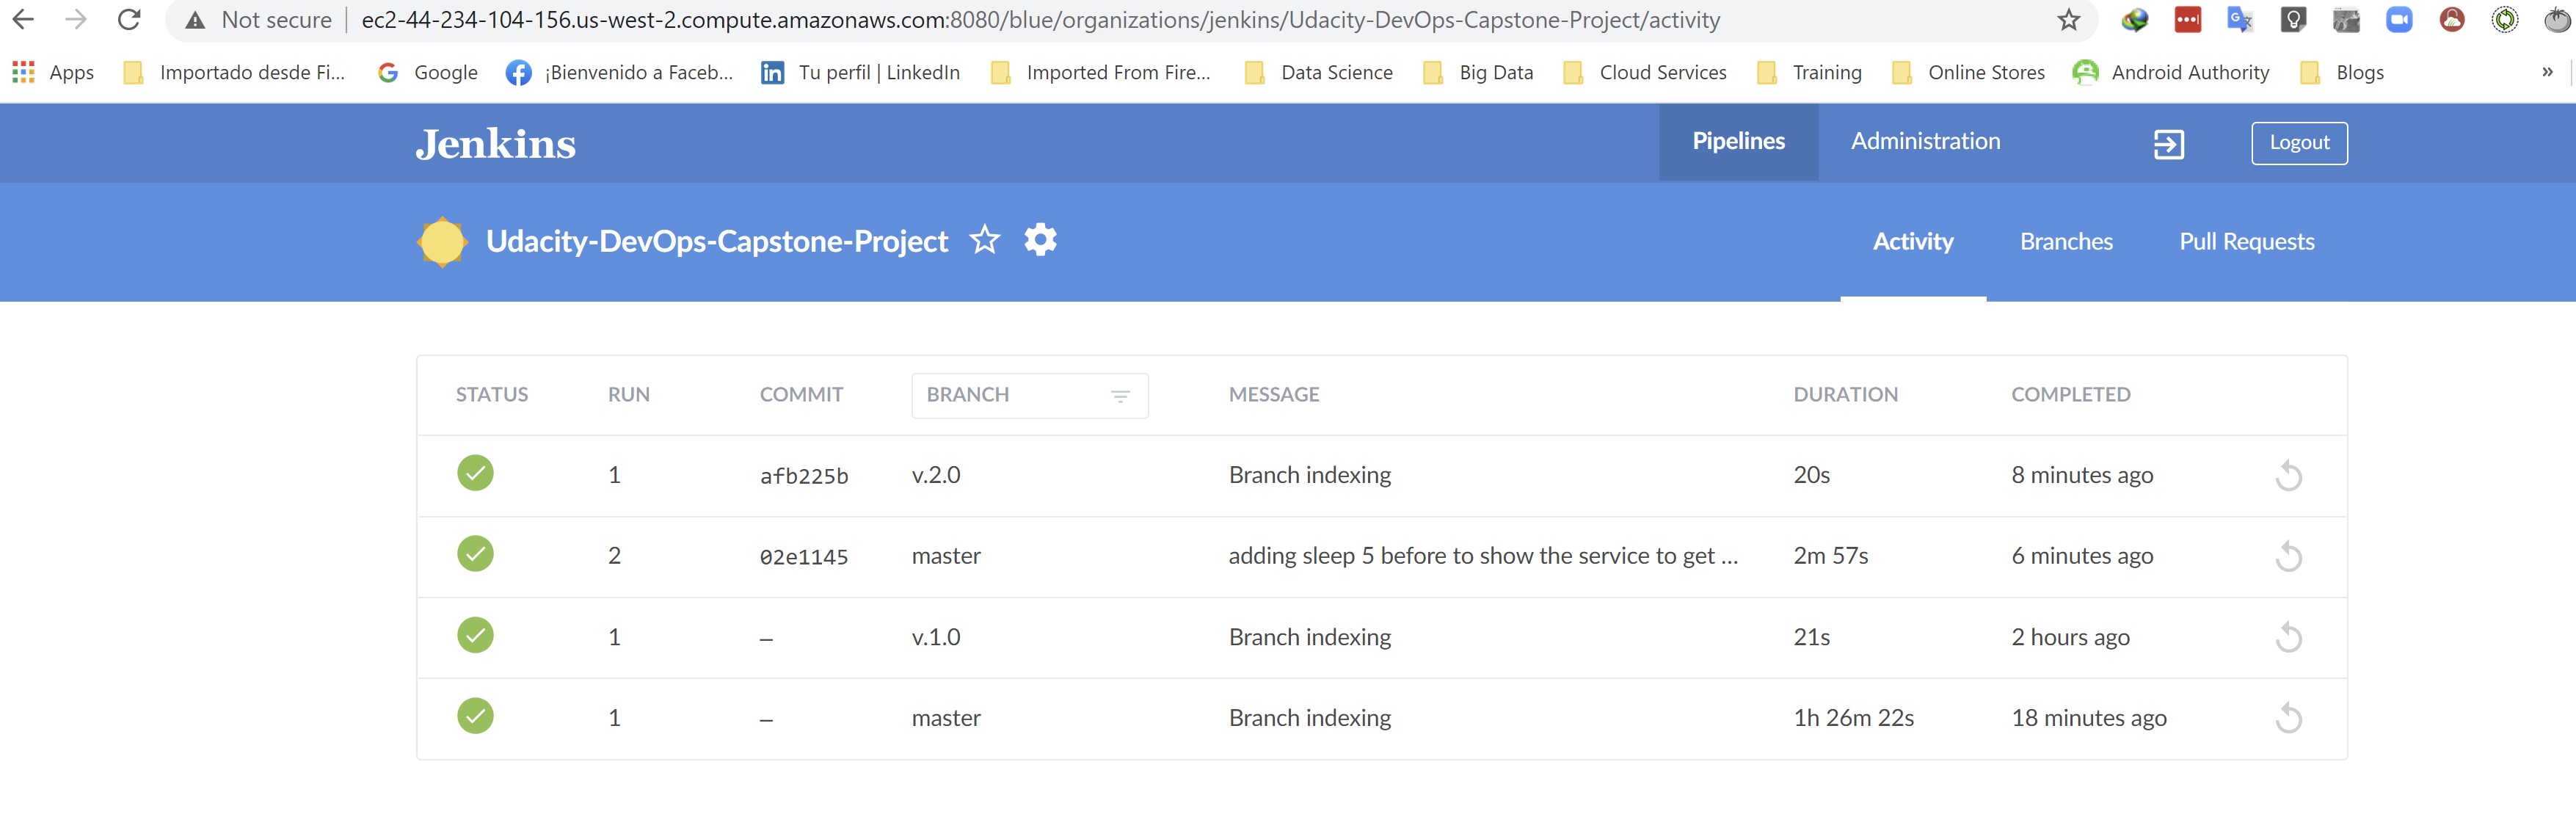 Not secure | ec2-44-234-104-156.us-west-2.compute.amazonaws.com:8080/blue/organizations/jenkins/Udacity-DevOps-Capstone-Project/activity
Apps Importado desde Fi... Google ¡Bienvenido a Faceb... Tu perfil | LinkedIn Imported From Fire... Data Science Big Data Cloud Services Training Online Stores Android Authority Blogs »
Jenkins Pipelines Administration Logout
Udacity-DevOps-Capstone-Project Activity Branches Pull Requests
STATUS RUN COMMIT BRANCH MESSAGE DURATION COMPLETED
1 afb225b v.2.0 Branch indexing 20s 8 minutes ago
2 02e1145 master adding sleep 5 before to show the service to get ... 2m 57s 6 minutes ago
1 – v.1.0 Branch indexing 21s 2 hours ago
1 – master Branch indexing 1h 26m 22s 18 minutes ago